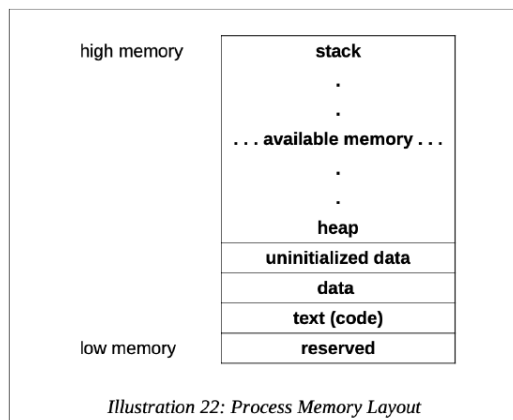 high memory stack
.
.
. . . available memory . . .
.
.
heap
uninitialized data
data
text (code)
low memory reserved
Illustration 22: Process Memory Layout